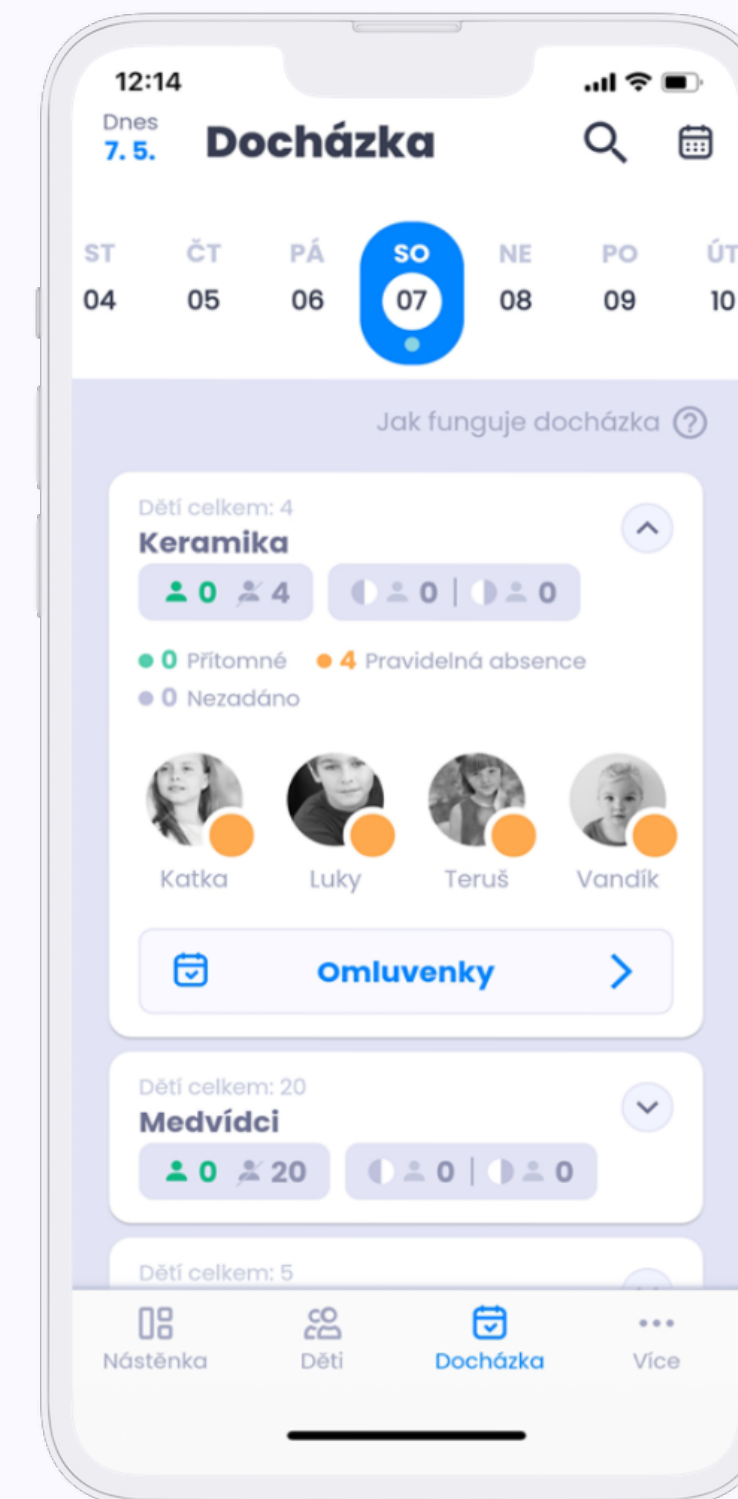 12:14
Dnes
7. 5.
Docházka
ST ČT PÁ SO NE PO ÚT
04 05 06 07 08 09 10
Jak funguje docházka ?
Dětí celkem: 4
Keramika
0 4 0 | 0
0 Přítomné 4 Pravidelná absence
0 Nezadáno
Katka Luky Teruš Vandík
Omluvenky
Dětí celkem: 20
Medvídci
0 20 0 | 0
Dětí celkem: 5
Nástěnka Děti Docházka Více